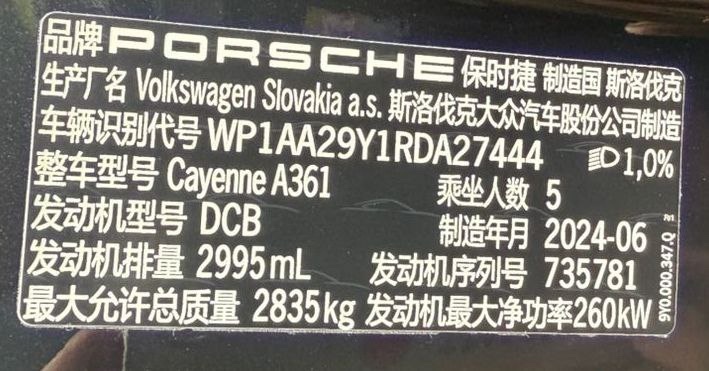 品牌 PORSCHE 保时捷 制造国 斯洛伐克
生产厂名 Volkswagen Slovakia a.s. 斯洛伐克大众汽车股份公司制造
车辆识别代号 WP1AA29Y1RDA27444 1,0%
整车型号 Cayenne A361 乘坐人数 5
发动机型号 DCB 制造年月 2024-06
发动机排量 2995mL 发动机序列号 735781
最大允许总质量 2835kg 发动机最大净功率260kW
9Y0.000.347.Q